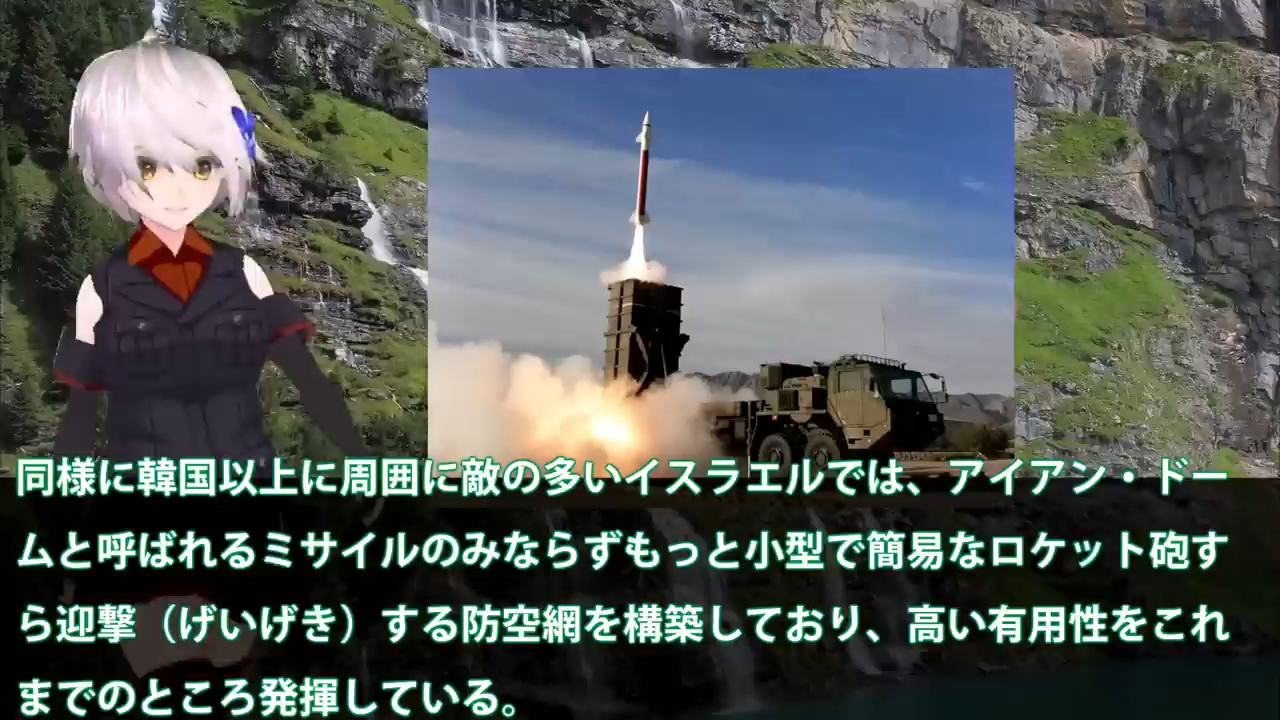 同様に韓国以上に周囲に敵の多いイスラエルでは、アイアン・ドー
ムと呼ばれるミサイルのみならずもっと小型で簡易なロケット砲す
ら迎撃（げいげき）する防空網を構築しており、高い有用性をこれ
までのところ発揮している。